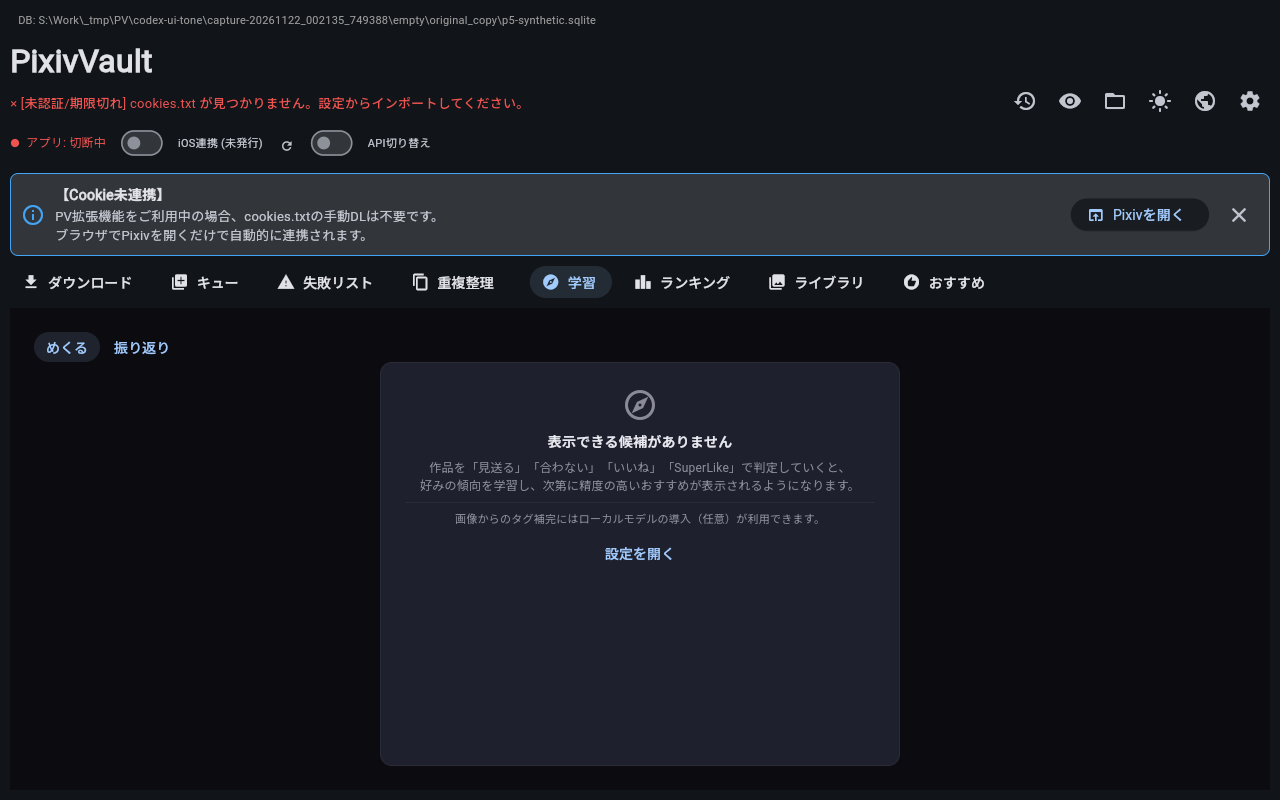 DB: S:\Work\_tmp\PV\codex-ui-tone\capture-20261122_002135_749388\empty\original_copy\p5-synthetic.sqlite
PixivVault
× [未認証/期限切れ] cookies.txt が見つかりません。設定からインポートしてください。
アプリ: 切断中 iOS連携 (未発行) API切り替え
【Cookie未連携】
PV拡張機能をご利用中の場合、cookies.txtの手動DLは不要です。
ブラウザでPixivを開くだけで自動的に連携されます。
Pixivを開く
ダウンロード キュー 失敗リスト 重複整理 学習 ランキング ライブラリ おすすめ
めくる 振り返り
表示できる候補がありません
作品を「見送る」「合わない」「いいね」「SuperLike」で判定していくと、
好みの傾向を学習し、次第に精度の高いおすすめが表示されるようになります。
画像からのタグ補完にはローカルモデルの導入（任意）が利用できます。
設定を開く